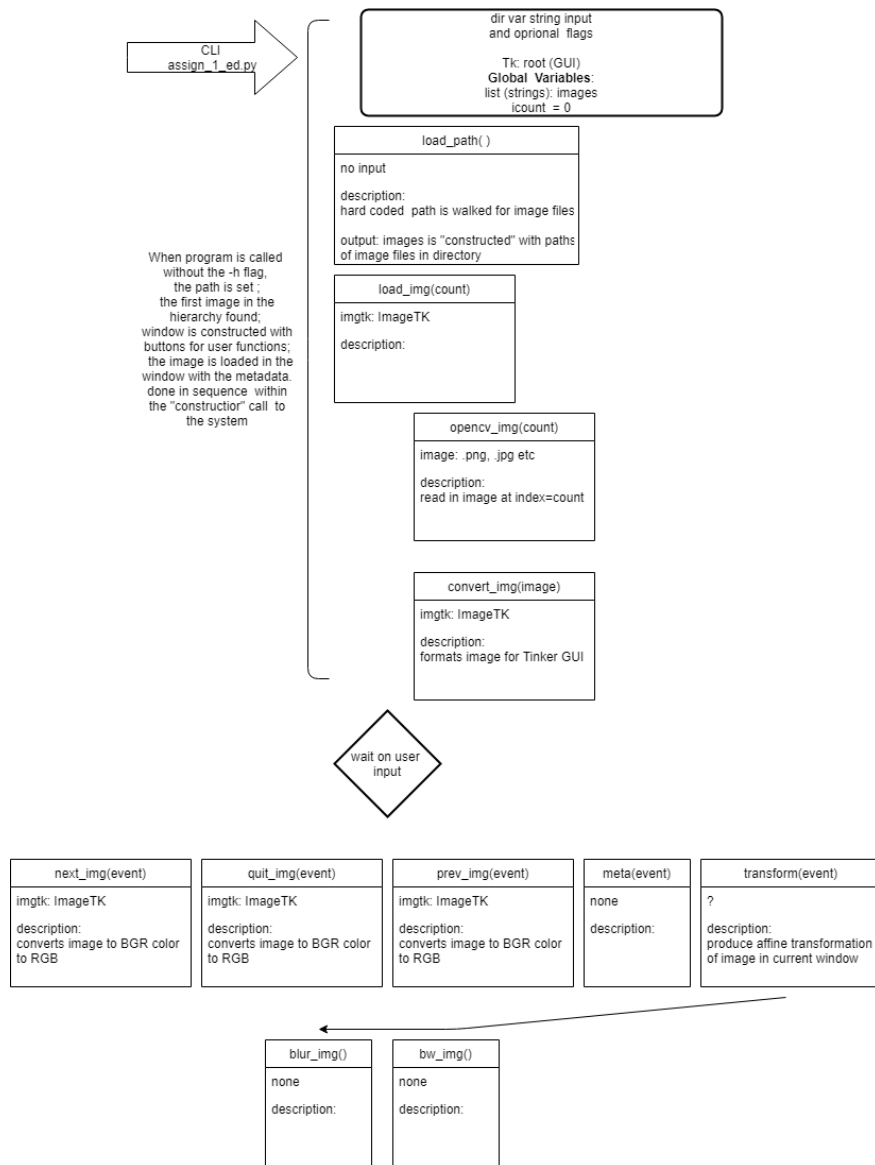 dir var string input
and oprional flags
Tk: root (GUI)
Global Variables:
list (strings): images
icount = 0
CLI
assign_1_ed.py
load_path( )
no input
description:
hard coded path is walked for image files
output: images is "constructed" with paths
of image files in directory
When program is called
without the -h flag,
the path is set ;
the first image in the
hierarchy found;
window is constructed with
buttons for user functions;
the image is loaded in the
window with the metadata.
done in sequence within
the "constructior" call to
the system
load_img(count)
imgtk: ImageTK
description:
opencv_img(count)
image: .png, .jpg etc
description:
read in image at index=count
convert_img(image)
imgtk: ImageTK
description:
formats image for Tinker GUI
wait on user
input
next_img(event)
imgtk: ImageTK
description:
converts image to BGR color
to RGB
quit_img(event)
imgtk: ImageTK
description:
converts image to BGR color
to RGB
prev_img(event)
imgtk: ImageTK
description:
converts image to BGR color
to RGB
meta(event)
none
description:
transform(event)
?
description:
produce affine transformation
of image in current window
blur_img()
none
description:
bw_img()
none
description: